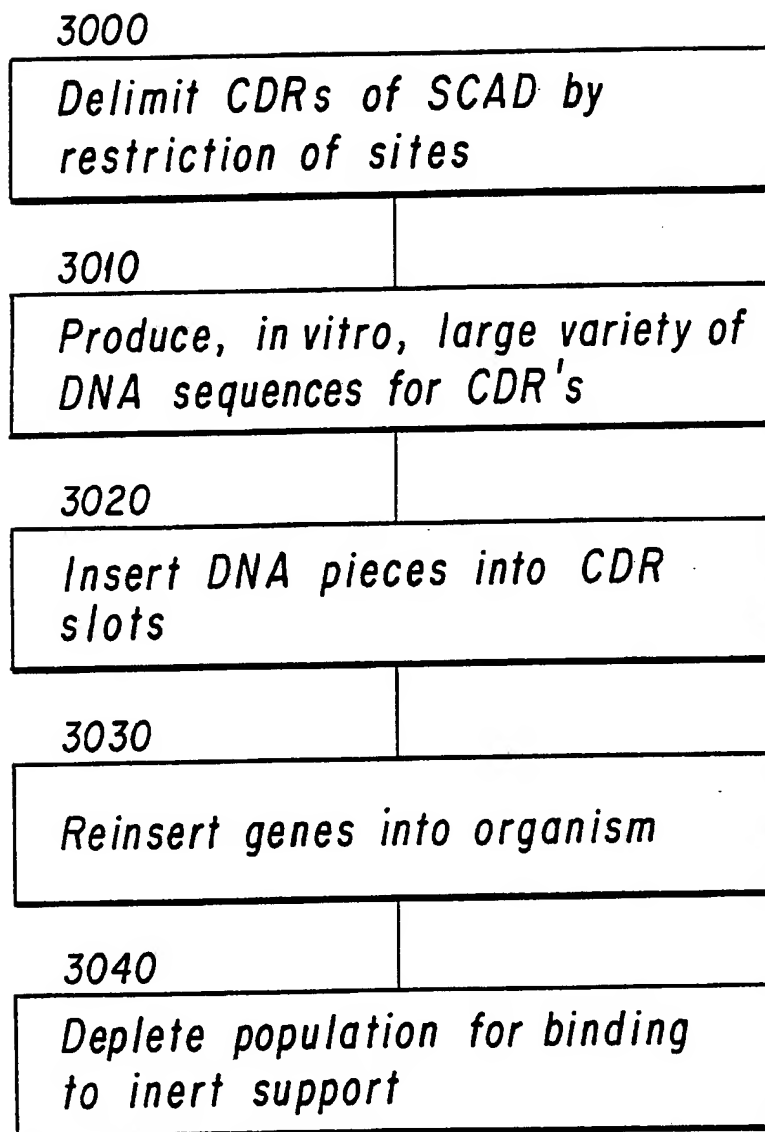 3000
Delimit CDRs of SCAD by
restriction of sites
3010
Produce, in vitro, large variety of
DNA sequences for CDR's
3020
Insert DNA pieces into CDR
slots
3030
Reinsert genes into organism
3040
Deplete population for binding
to inert support